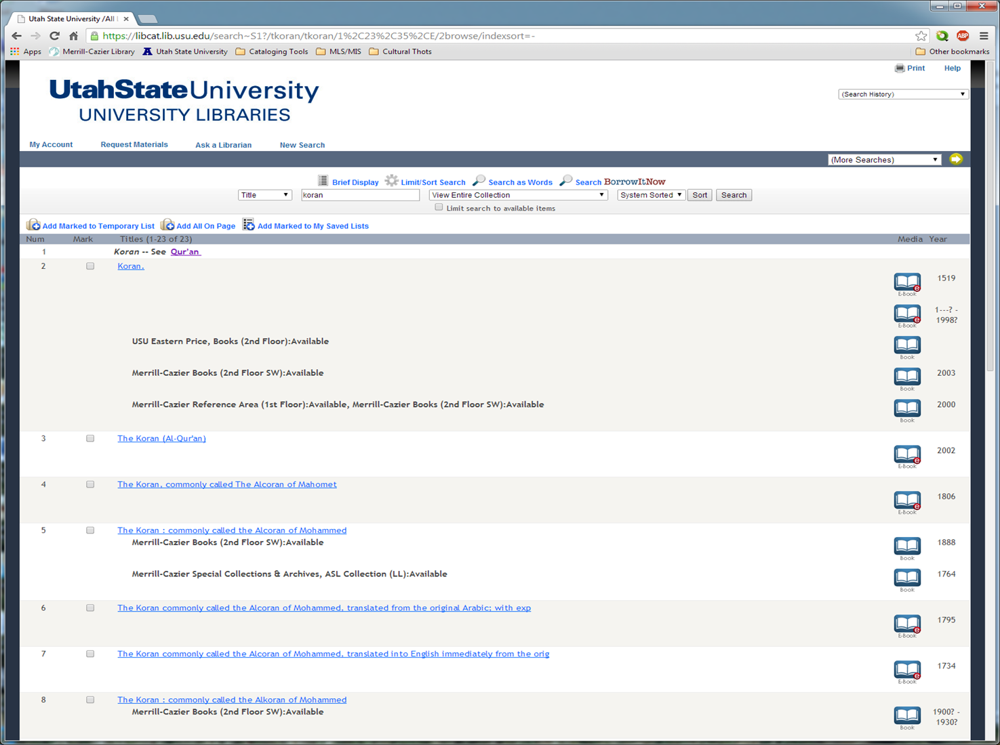 Utah State University /All
https://libcat.lib.usu.edu/search~S1?/tkoran/tkoran/1%2C23%2C35%2CE/2browse/indexsort=-
ABP
Apps Merrill-Cazier Library Utah State University Cataloging Tools MLS/MIS Cultural Thots Other bookmarks
Print Help
UtahStateUniversity
UNIVERSITY LIBRARIES
(Search History)
My Account Request Materials Ask a Librarian New Search
(More Searches)
Brief Display Limit/Sort Search Search as Words Search BorrowItNow
Title koran View Entire Collection System Sorted Sort Search
Limit search to available items
Add Marked to Temporary List Add All On Page Add Marked to My Saved Lists
Num Mark Titles (1-23 of 23) Media Year
1 Koran -- See Qur'an
2 Koran.
E-Book 1519
E-Book 1---? - 1998?
USU Eastern Price, Books (2nd Floor):Available Book
Merrill-Cazier Books (2nd Floor SW):Available Book 2003
Merrill-Cazier Reference Area (1st Floor):Available, Merrill-Cazier Books (2nd Floor SW):Available Book 2000
3 The Koran (Al-Qur'an)
E-Book 2002
4 The Koran, commonly called The Alcoran of Mahomet
E-Book 1806
5 The Koran : commonly called the Alcoran of Mohammed
Merrill-Cazier Books (2nd Floor SW):Available Book 1888
Merrill-Cazier Special Collections & Archives, ASL Collection (LL):Available Book 1764
6 The Koran commonly called the Alcoran of Mohammed, translated from the original Arabic; with exp
E-Book 1795
7 The Koran commonly called the Alcoran of Mohammed, translated into English immediately from the orig
E-Book 1734
8 The Koran : commonly called the Alkoran of Mohammed
Merrill-Cazier Books (2nd Floor SW):Available Book 1900? - 1930?